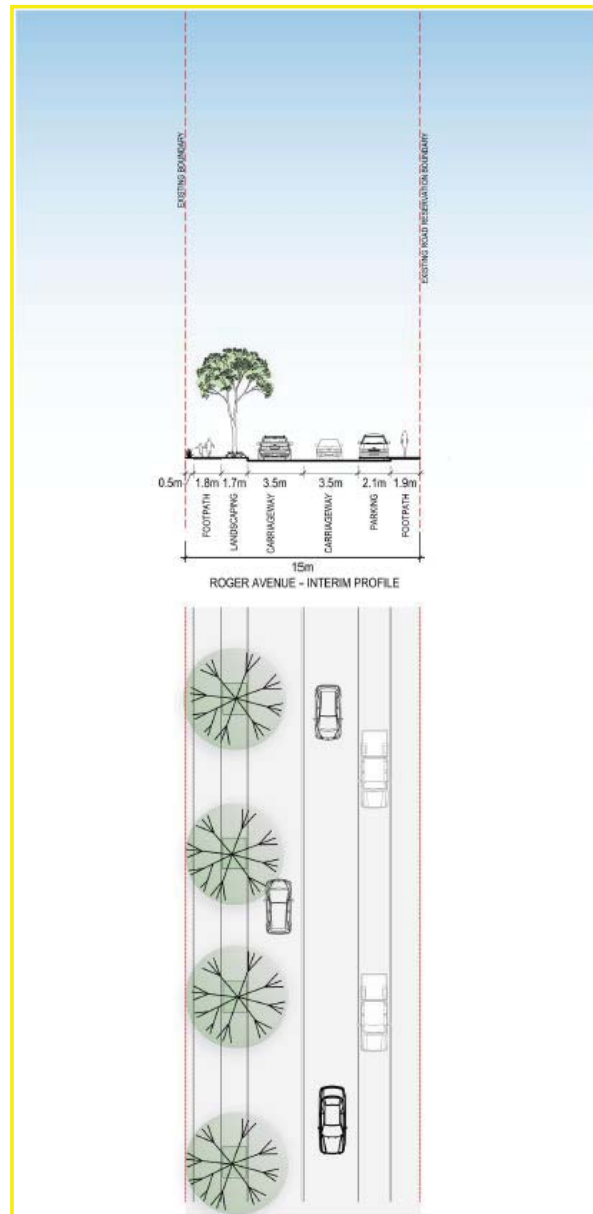 EXISTING BOUNDARY
EXISTING ROAD RESERVATION BOUNDARY
0.5m 1.8m 1.7m 3.5m 3.5m 2.1m 1.9m
FOOTPATH
LANDSCAPING
CARRIAGEWAY
CARRIAGEWAY
PARKING
FOOTPATH
15m
ROGER AVENUE - INTERIM PROFILE